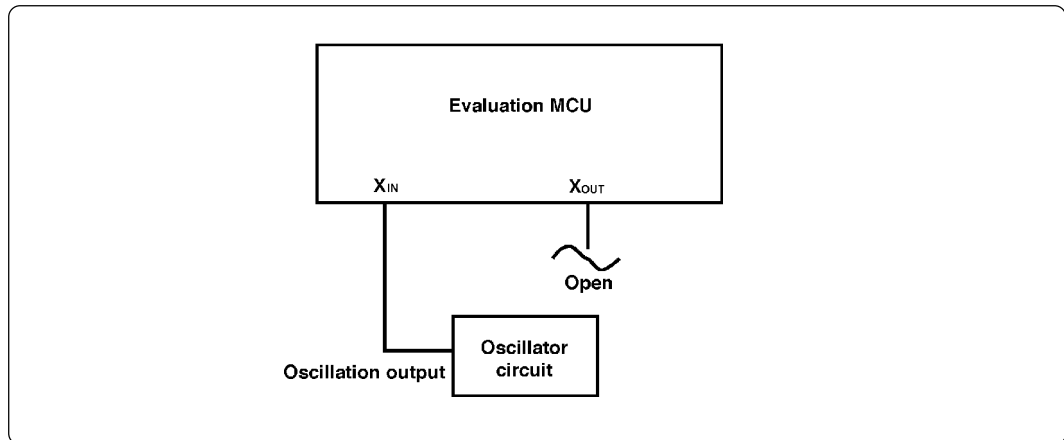 Evaluation MCU
XIN
XOUT
Open
Oscillator
circuit
Oscillation output